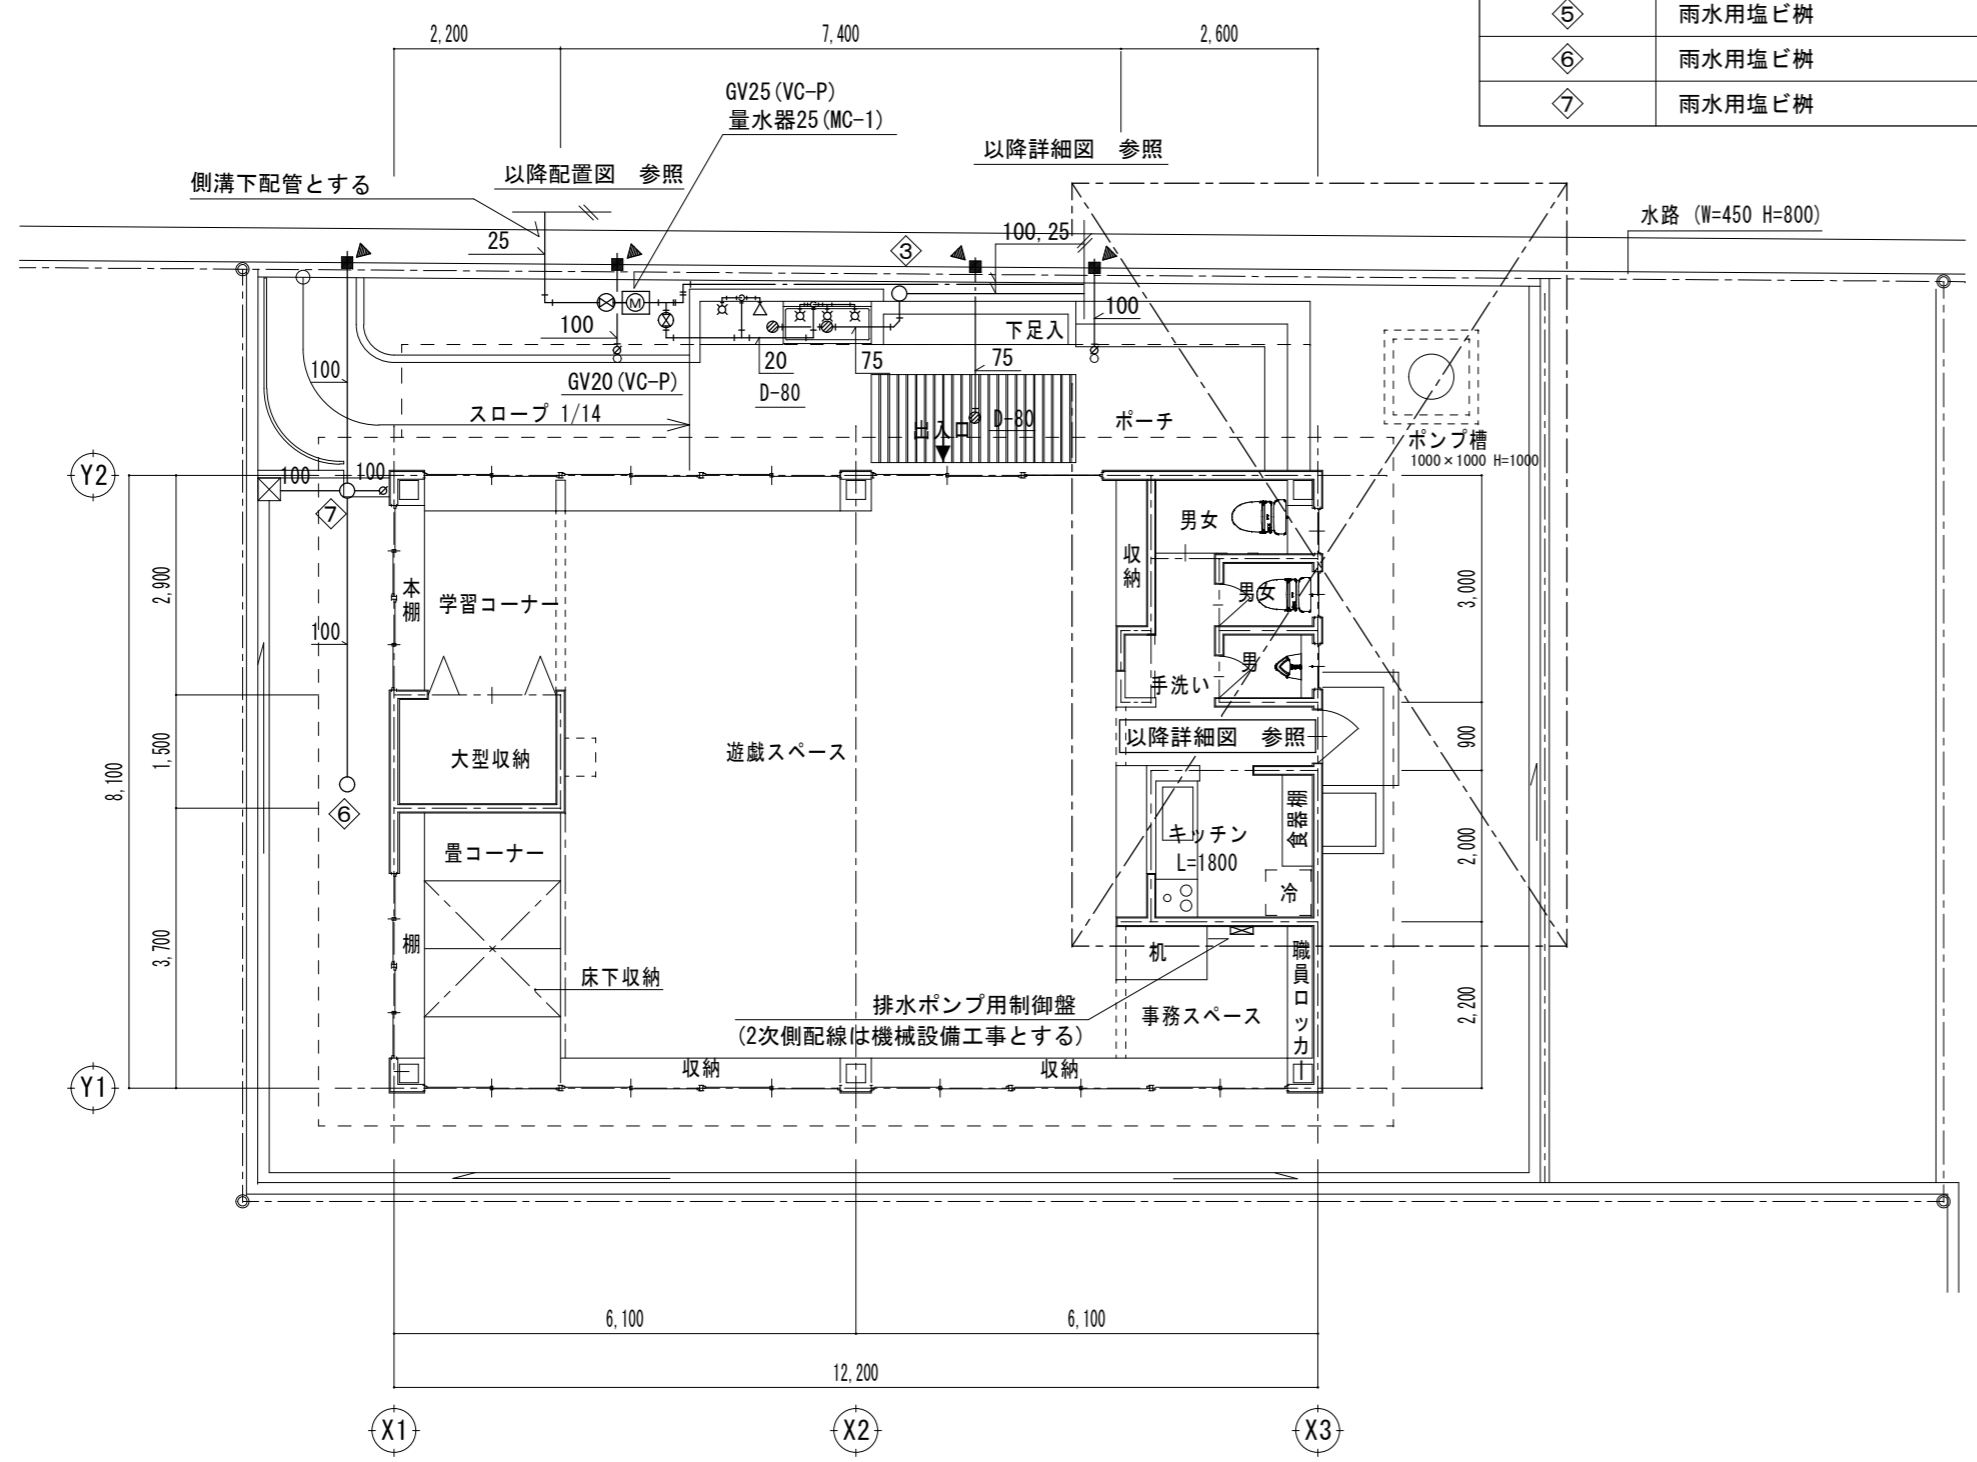 ⑤ 雨水用塩ビ桝
⑥ 雨水用塩ビ桝
⑦ 雨水用塩ビ桝
2,200
7,400
2,600
GV25(VC-P)
量水器25(MC-1)
以降詳細図 参照
以降配置図 参照
側溝下配管とする
水路 (W=450 H=800)
25
③
100,25
M
100
100
下足入
100
20
75
75
GV20(VC-P)
D-80
スロープ 1/14
出入口
D-80
ポーチ
ポンプ槽
1000×1000 H=1000
Y2
100
100
⑦
男女
収納
2,900
本棚
学習コーナー
男女
3,000
100
男
手洗い
8,100
1,500
大型収納
遊戯スペース
以降詳細図 参照
900
⑥
食器棚
キッチン
L=1800
2,000
畳コーナー
冷
3,700
棚
机
職員ロッカー
床下収納
排水ポンプ用制御盤
(2次側配線は機械設備工事とする)
事務スペース
2,200
収納
収納
Y1
6,100
6,100
12,200
X1
X2
X3